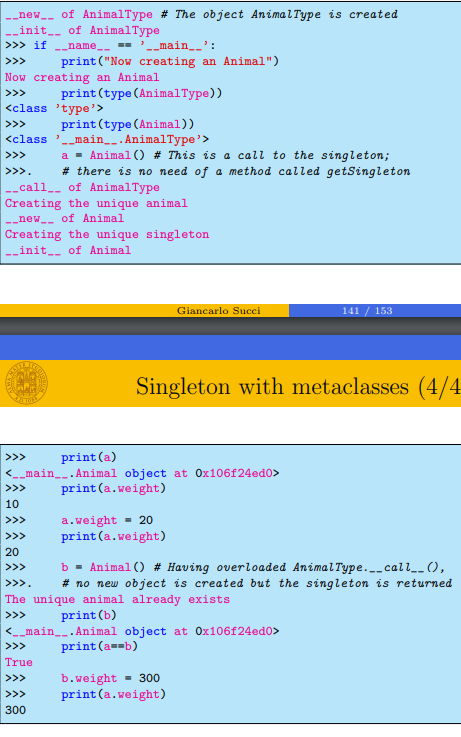 __new__ of AnimalType # The object AnimalType is created
__init__ of AnimalType
>>> if __name__ == '__main__':
>>>     print("Now creating an Animal")
Now creating an Animal
>>>     print(type(AnimalType))
<class 'type'>
>>>     print(type(Animal))
<class '__main__.AnimalType'>
>>>     a = Animal() # This is a call to the singleton;
>>>.    # there is no need of a method called getSingleton
__call__ of AnimalType
Creating the unique animal
__new__ of Animal
Creating the unique singleton
__init__ of Animal
Giancarlo Succi 141 / 153
Singleton with metaclasses (4/4
>>>     print(a)
<__main__.Animal object at 0x106f24ed0>
>>>     print(a.weight)
10
>>>     a.weight = 20
>>>     print(a.weight)
20
>>>     b = Animal() # Having overloaded AnimalType.__call__(),
>>>.    # no new object is created but the singleton is returned
The unique animal already exists
>>>     print(b)
<__main__.Animal object at 0x106f24ed0>
>>>     print(a==b)
True
>>>     b.weight = 300
>>>     print(a.weight)
300